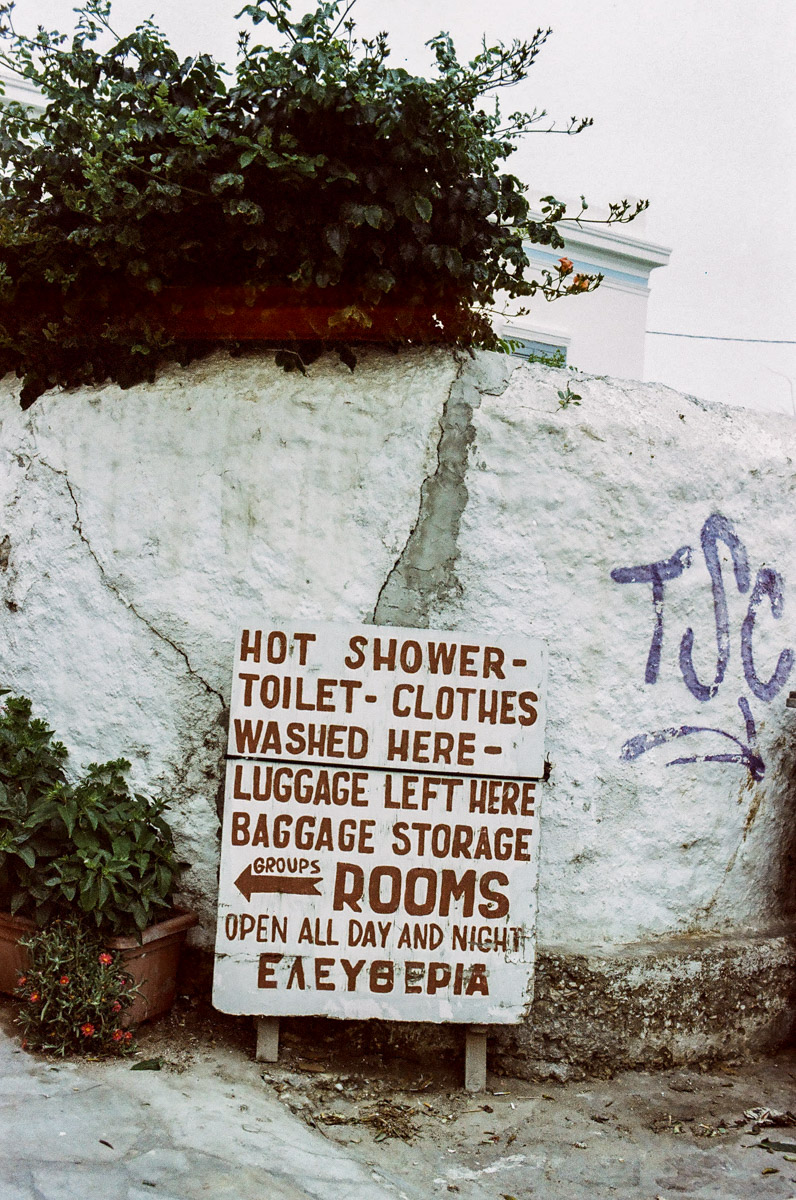 HOT SHOWER-
TOILET- CLOTHES
WASHED HERE-
LUGGAGE LEFT HERE
BAGGAGE STORAGE
GROUPS
ROOMS
OPEN ALL DAY AND NIGHT
ΕΛΕΥΘΕΡΙΑ
TSC